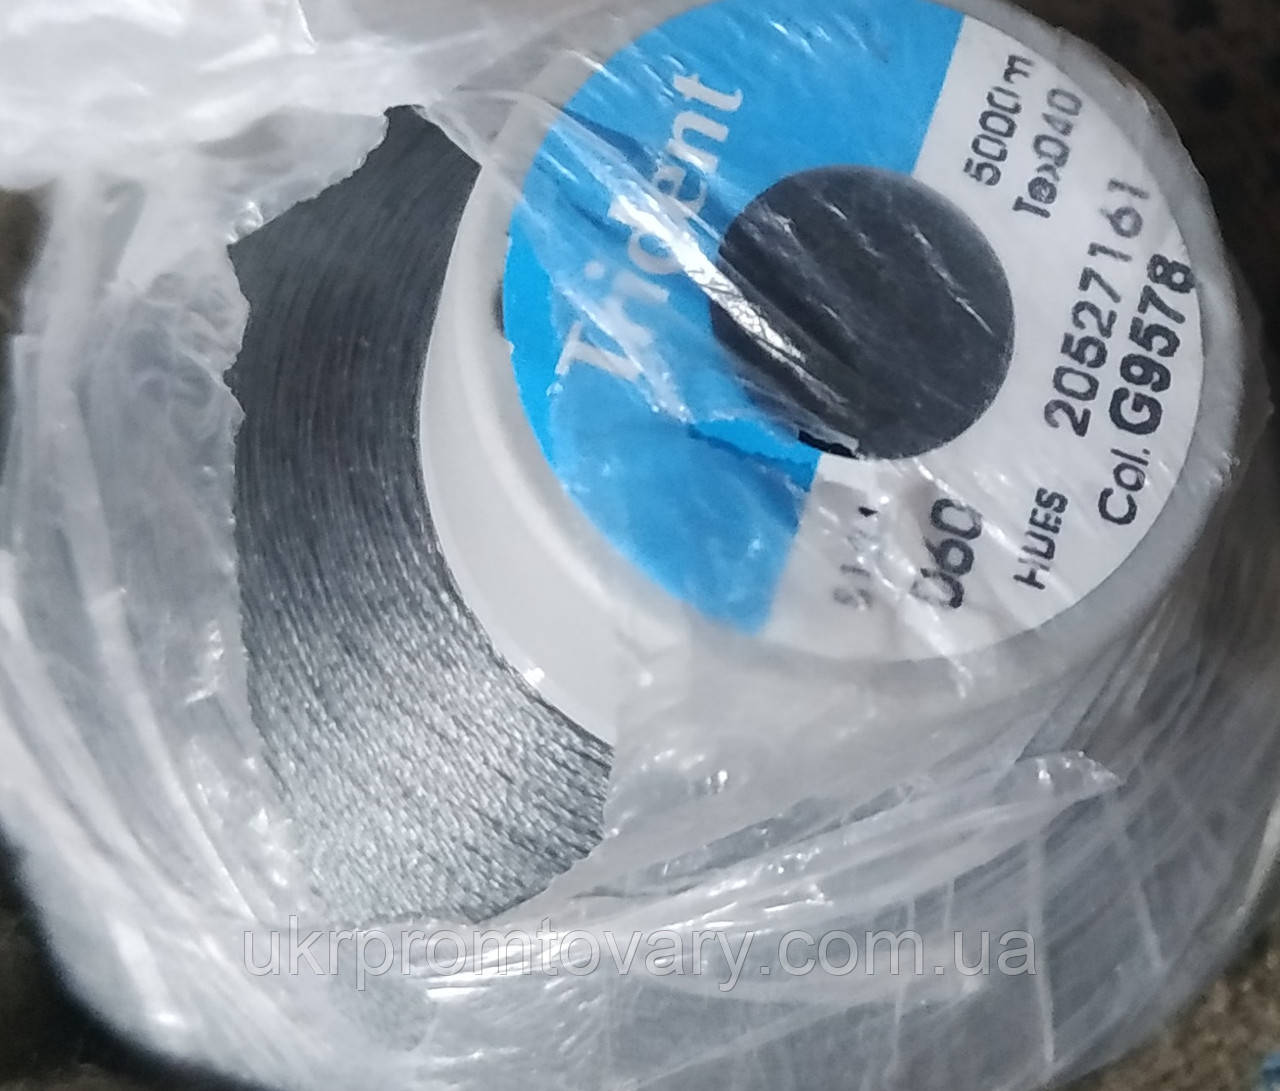 Trident
5000m
Tex040
20527161
Col. G9578
HUES
060
ukrpromtovary.com.ua